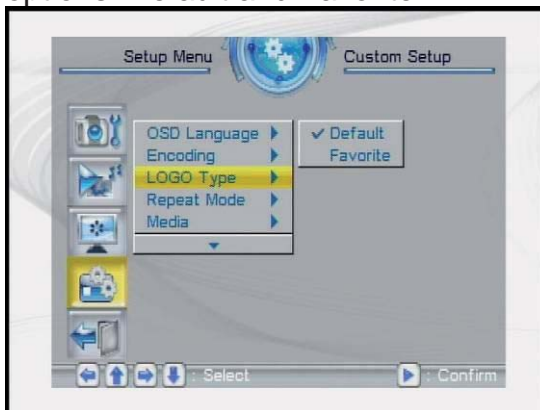 Setup Menu Custom Setup
OSD Language Default
Encoding Favorite
LOGO Type
Repeat Mode
Media
: Select : Confirm